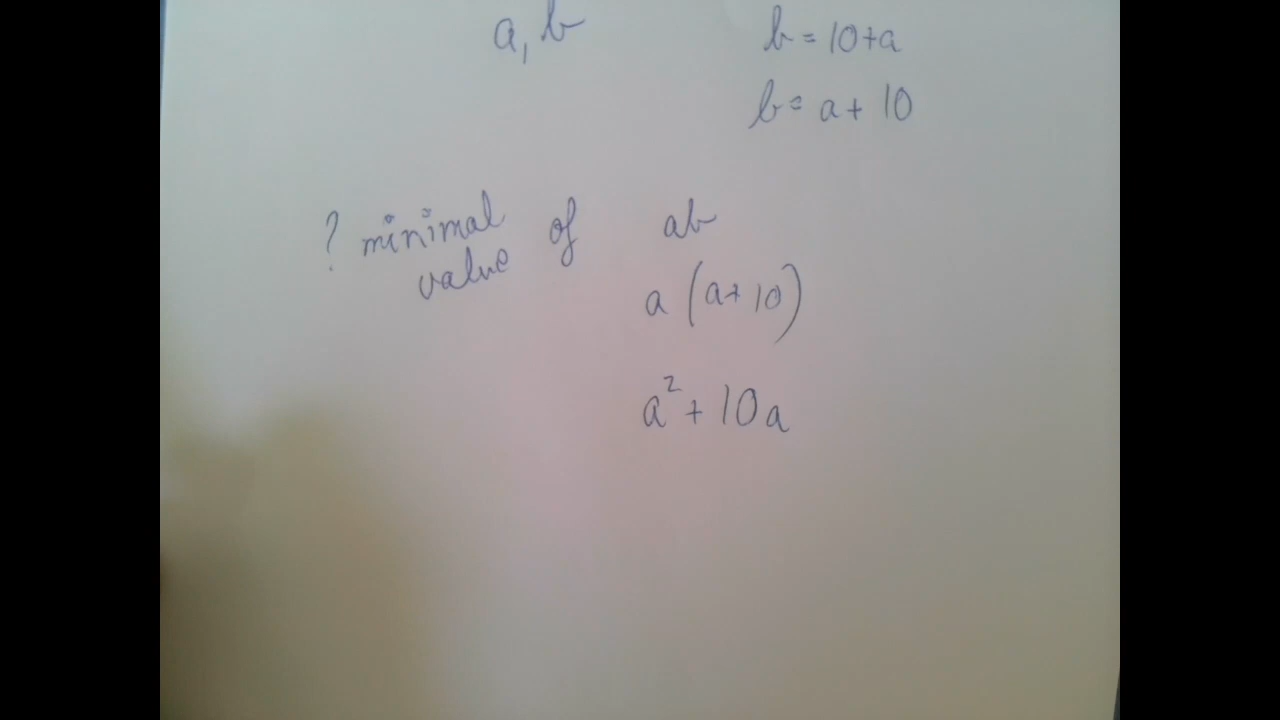 a, b
b = 10+a
b = a + 10
? minimal value of ab
a (a+ 10)
a² + 10a